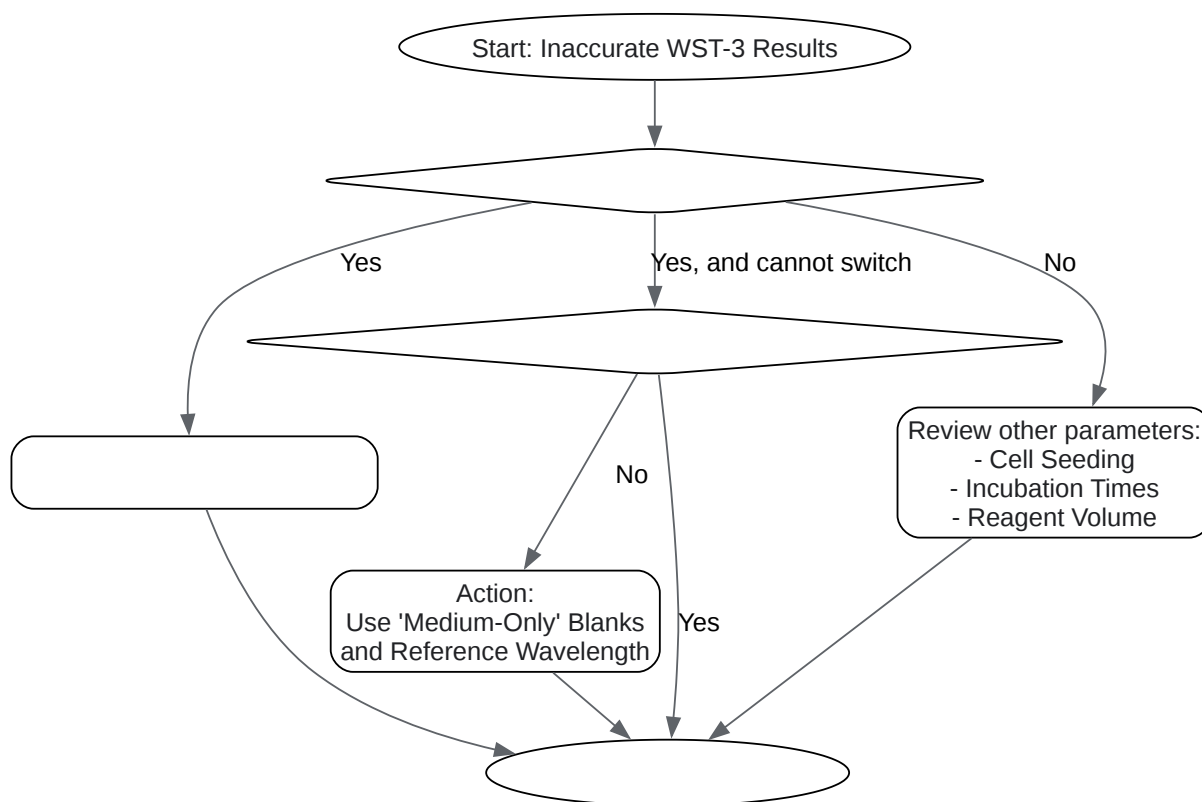 Start: Inaccurate WST-3 Results
Yes
Yes, and cannot switch
No
Review other parameters:
- Cell Seeding
- Incubation Times
- Reagent Volume
No
Action:
Use 'Medium-Only' Blanks
and Reference Wavelength
Yes